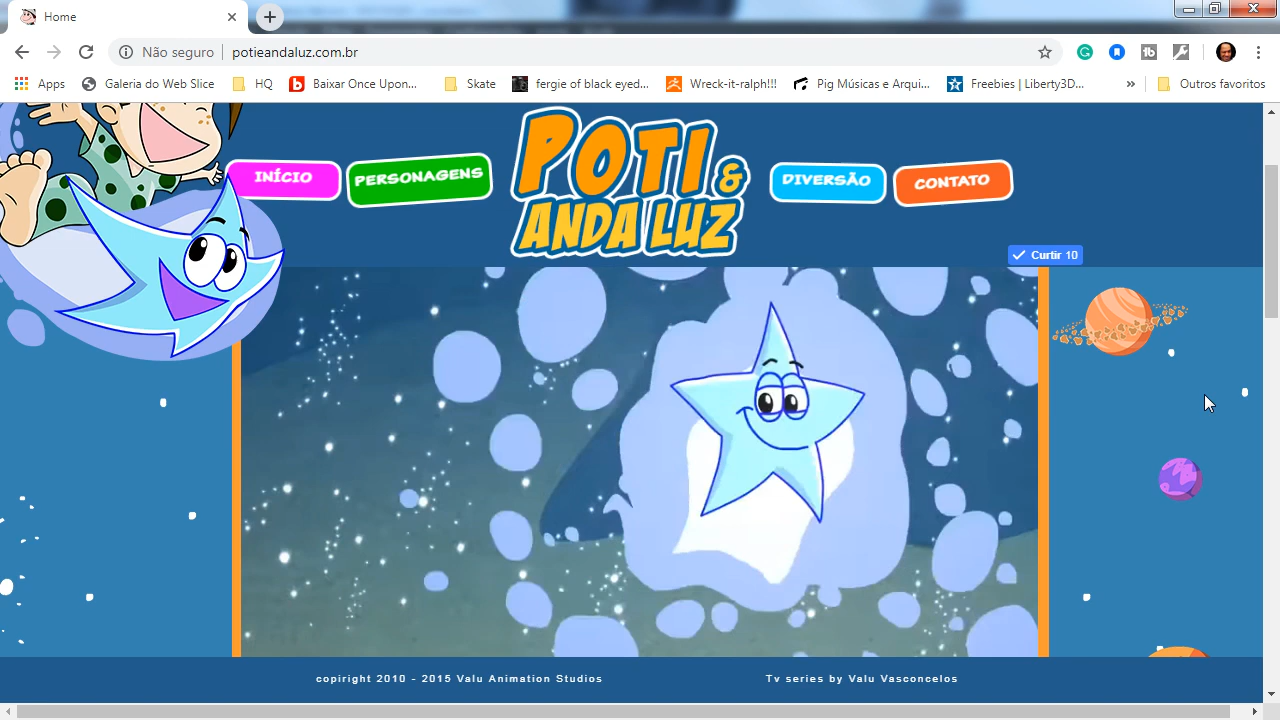 Home
Não seguro
potieandaluz.com.br
Apps
Galeria do Web Slice
HQ
Baixar Once Upon...
Skate
fergie of black eyed...
Wreck-it-ralph!!!
Pig Músicas e Arqui...
Freebies | Liberty3D...
»
Outros favoritos
INÍCIO
PERSONAGENS
POTI &
ANDA LUZ
DIVERSÃO
CONTATO
Curtir 10
copiright 2010 - 2015 Valu Animation Studios
Tv series by Valu Vasconcelos